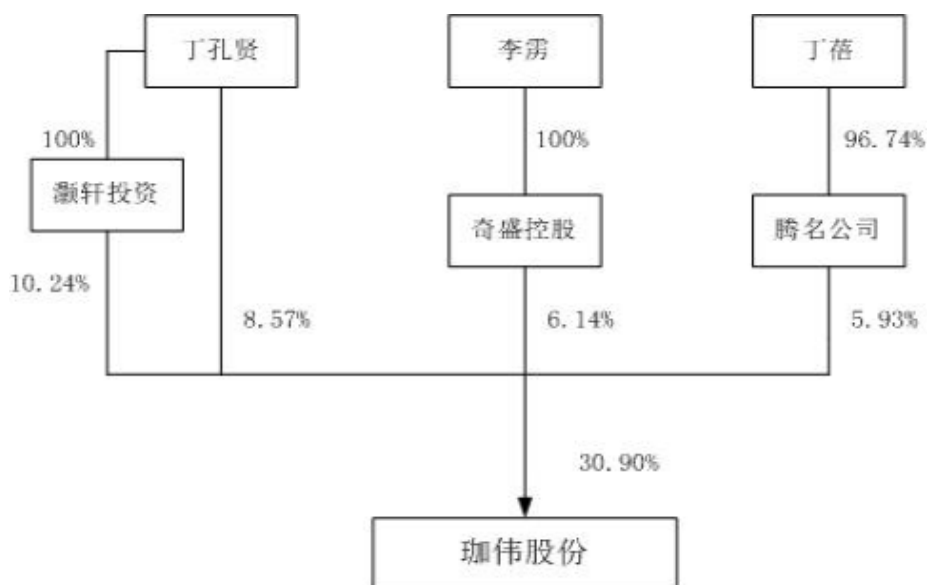 丁孔贤
李雳
丁蓓
100%
100%
96.74%
灏轩投资
奇盛控股
腾名公司
10.24%
8.57%
6.14%
5.93%
30.90%
珈伟股份